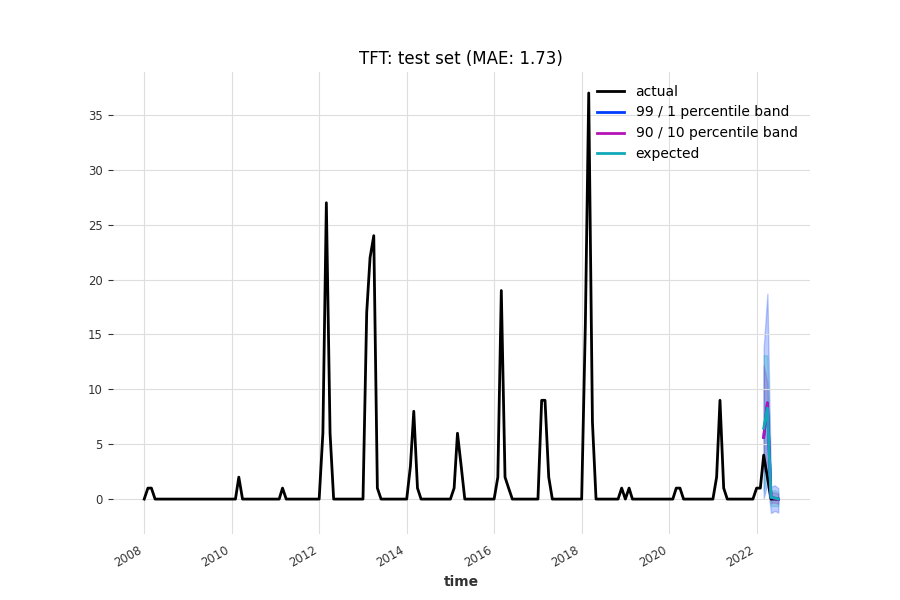 TFT: test set (MAE: 1.73)
actual
99 / 1 percentile band
90 / 10 percentile band
expected
35
30
25
20
15
10
5
0
2008
2010
2012
2014
2016
2018
2020
2022
time